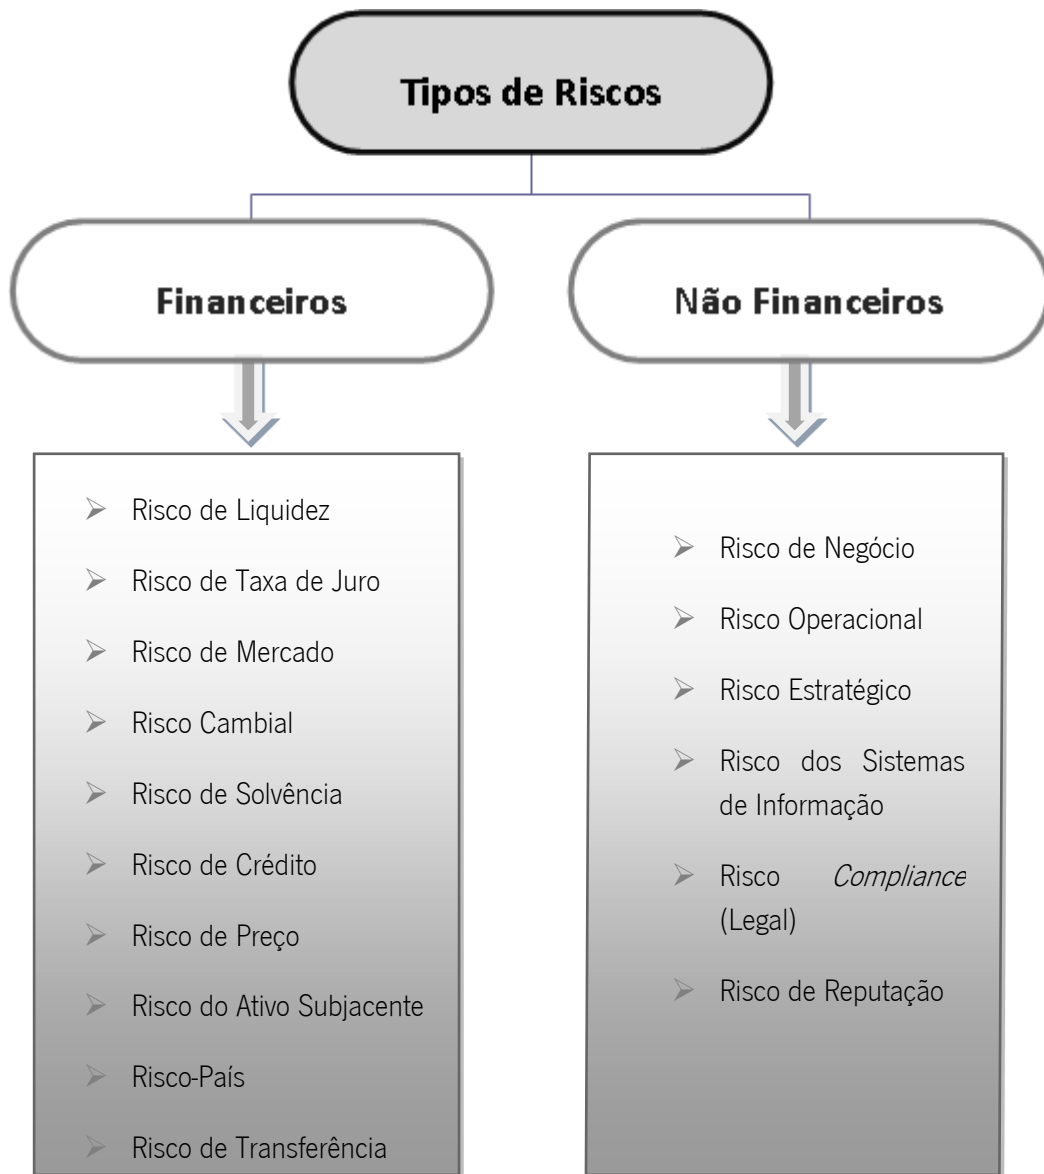 Tipos de Riscos
Financeiros
Não Financeiros
Risco de Liquidez
Risco de Taxa de Juro
Risco de Mercado
Risco Cambial
Risco de Solvência
Risco de Crédito
Risco de Preço
Risco do Ativo Subjacente
Risco-País
Risco de Transferência
Risco de Negócio
Risco Operacional
Risco Estratégico
Risco dos Sistemas
de Informação
Risco Compliance
(Legal)
Risco de Reputação